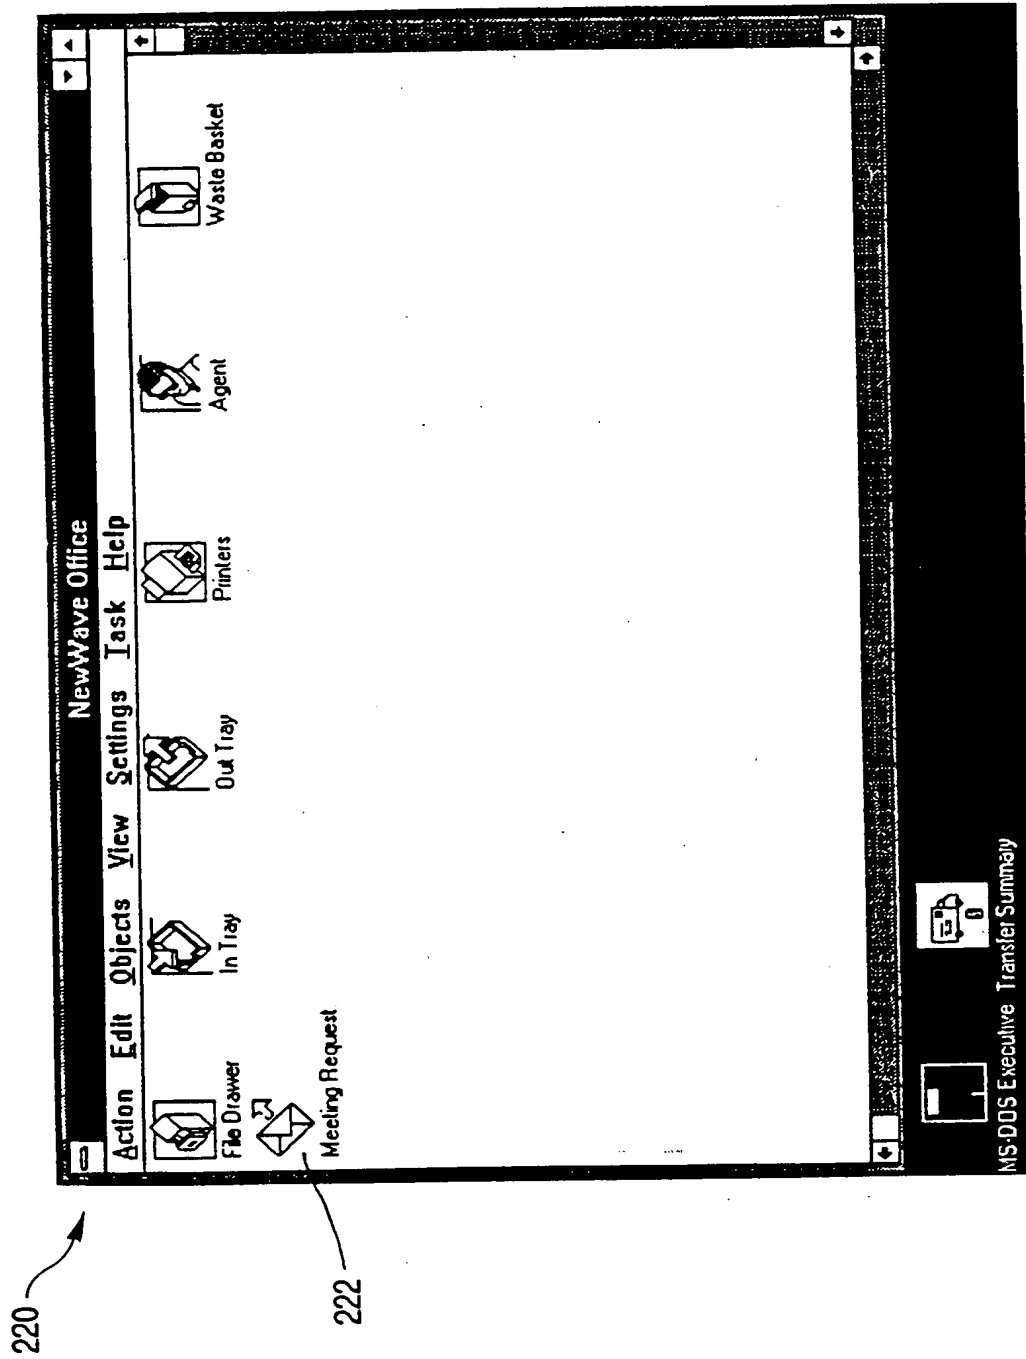 NewWave Office
Action Edit Objects View Settings Task Help
File Drawer
In Tray
Out Tray
Printers
Agent
Waste Basket
Meeting Request
0
MS-DOS Executive Transfer Summary
220
222